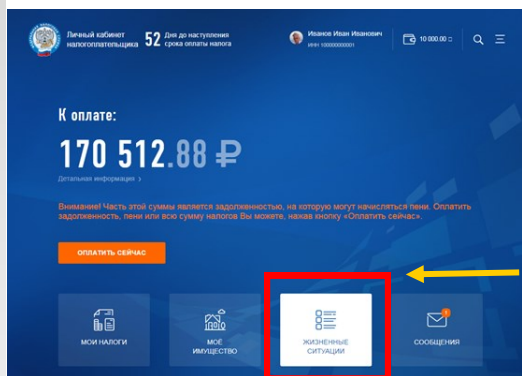 Личный кабинет
налогоплательщика
52 Дня до наступления
срока оплаты налога
Иванов Иван Иванович
ИНН 100000000001
10 000.00
К оплате:
170 512.88 ₽
Детальная информация >
Внимание! Часть этой суммы является задолженностью, на которую могут начисляться пени. Оплатить
задолженность, пени или всю сумму налогов Вы можете, нажав кнопку «Оплатить сейчас».
ОПЛАТИТЬ СЕЙЧАС
МОИ НАЛОГИ
МОЁ
ИМУЩЕСТВО
ЖИЗНЕННЫЕ
СИТУАЦИИ
СООБЩЕНИЯ